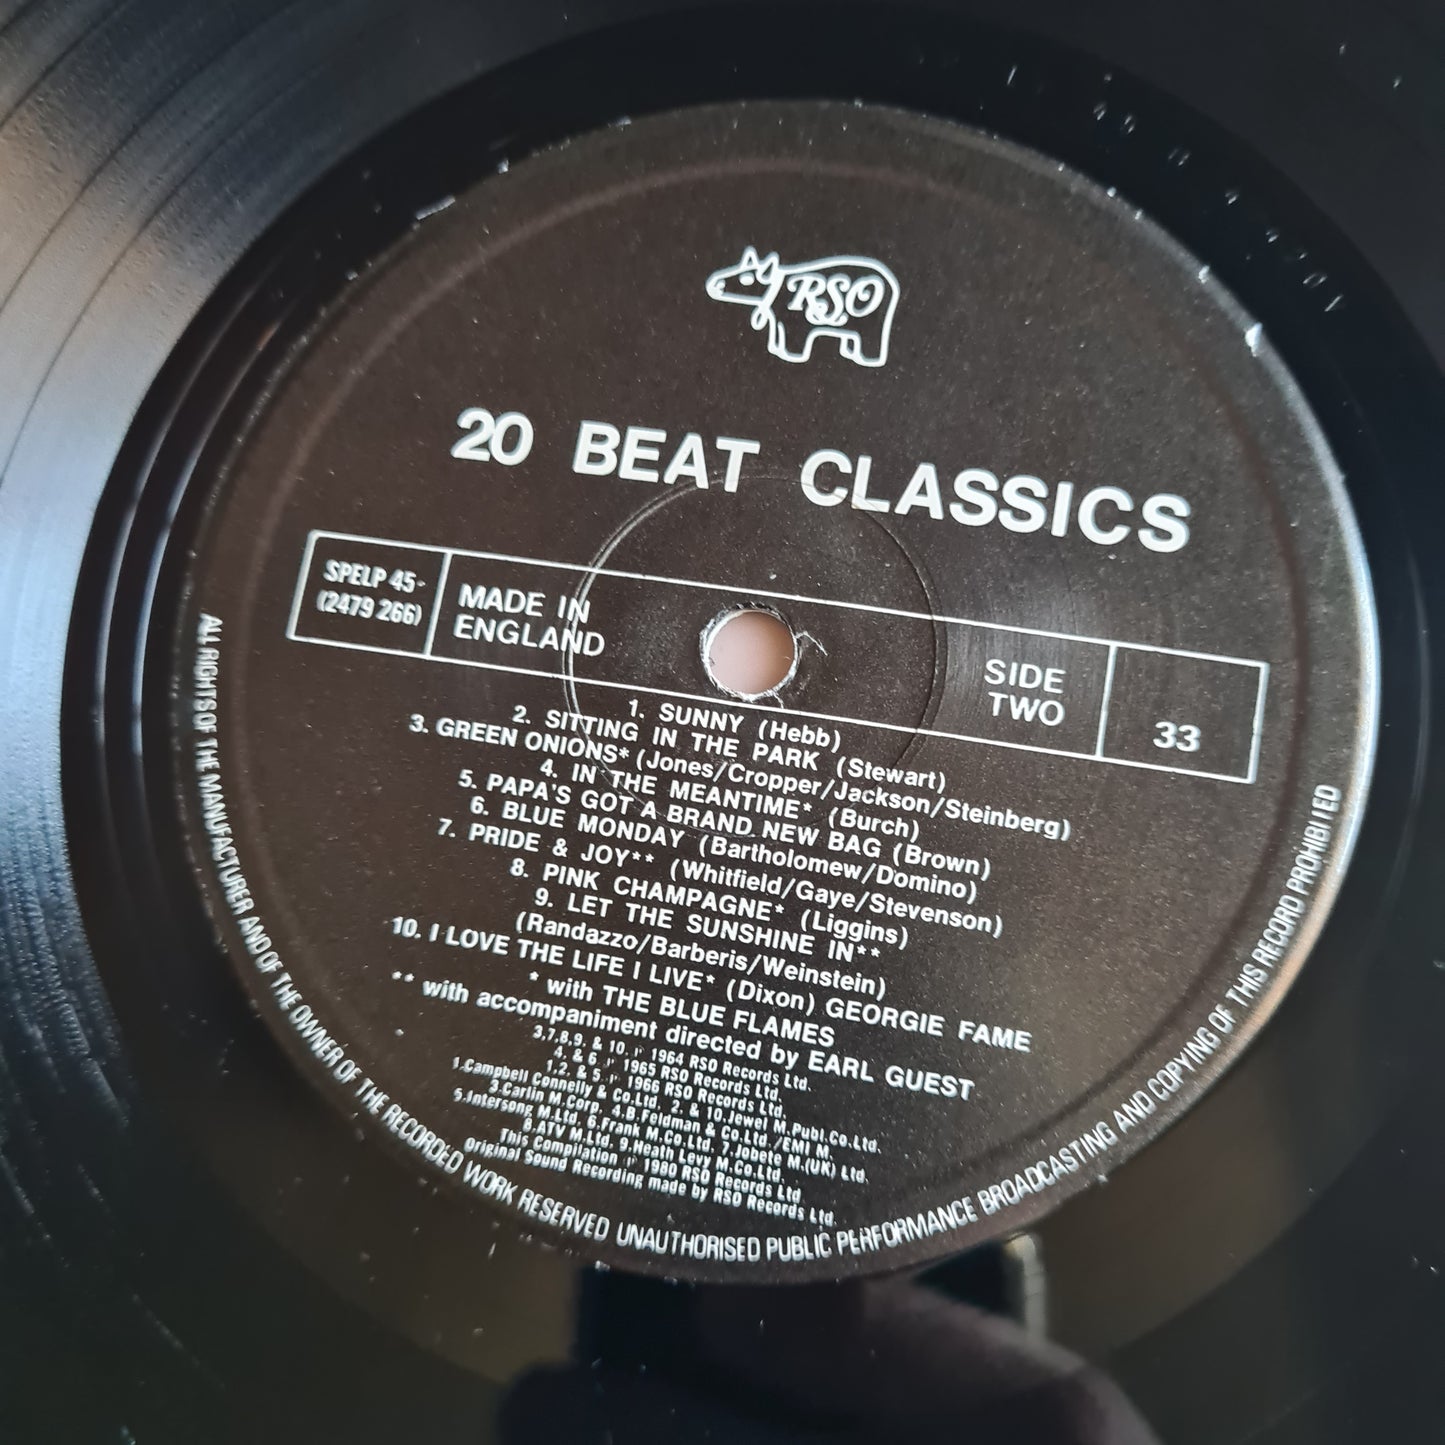 RSO
20 BEAT CLASSICS
SPELP 45-
(2479 266)
MADE IN
ENGLAND
SIDE
TWO
33
1. SUNNY (Hebb)
2. SITTING IN THE PARK (Stewart)
3. GREEN ONIONS* (Jones/Cropper/Jackson/Steinberg)
4. IN THE MEANTIME* (Burch)
5. PAPA'S GOT A BRAND NEW BAG (Brown)
6. BLUE MONDAY (Bartholomew/Domino)
7. PRIDE & JOY** (Whitfield/Gaye/Stevenson)
8. PINK CHAMPAGNE* (Liggins)
9. LET THE SUNSHINE IN**
(Randazzo/Barberis/Weinstein)
10. I LOVE THE LIFE I LIVE* (Dixon) GEORGIE FAME
* with THE BLUE FLAMES
** with accompaniment directed by EARL GUEST
3,7,8,9, & 10. ℗ 1964 RSO Records Ltd.
4, & 6 ℗ 1965 RSO Records Ltd.
1,2, & 5 ℗ 1966 RSO Records Ltd.
1.Campbell Connelly & Co.Ltd, 2. & 10.Jewel M.Publ.Co.Ltd.
3.Carlin M.Corp, 4.B.Feldman & Co.Ltd./EMI M.
5.Intersong M.Ltd, 6.Frank M.Co.Ltd, 7.Jobete M.(UK) Ltd.
8.ATV M.Ltd. 9.Heath Levy M.Co.Ltd.
This Compilation ℗ 1980 RSO Records Ltd
Original Sound Recording made by RSO Records Ltd.
ALL RIGHTS OF THE MANUFACTURER AND OF THE OWNER OF THE RECORDED WORK RESERVED UNAUTHORISED PUBLIC PERFORMANCE BROADCASTING AND COPYING OF THIS RECORD PROHIBITED